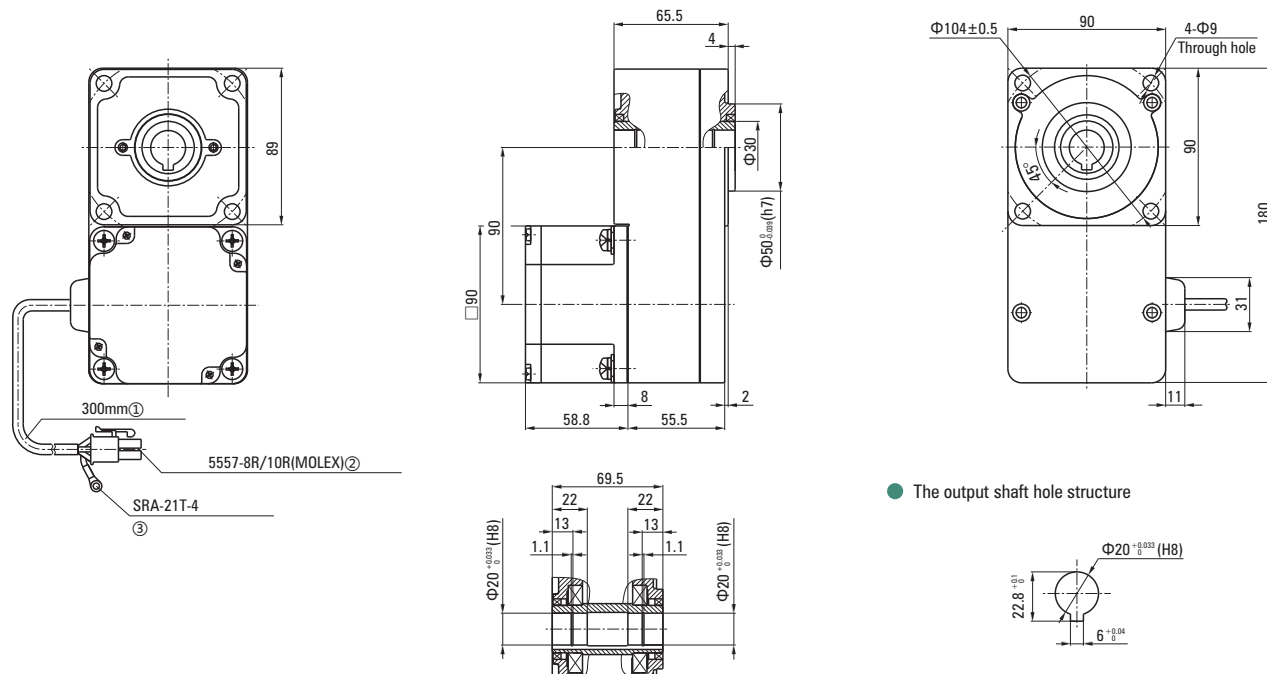 89
300mm①
5557-8R/10R(MOLEX)②
SRA-21T-4
③
65.5
4
90
Φ30
Φ50 0 -0.039 (h7)
□90
8
2
58.8
55.5
69.5
22
22
13
13
1.1
1.1
Φ20 +0.033 0 (H8)
Φ20 +0.033 0 (H8)
Φ104±0.5
90
4-Φ9
Through hole
45°
90
180
31
11
The output shaft hole structure
Φ20 +0.033 0 (H8)
22.8 +0.1 0
6 +0.04 0